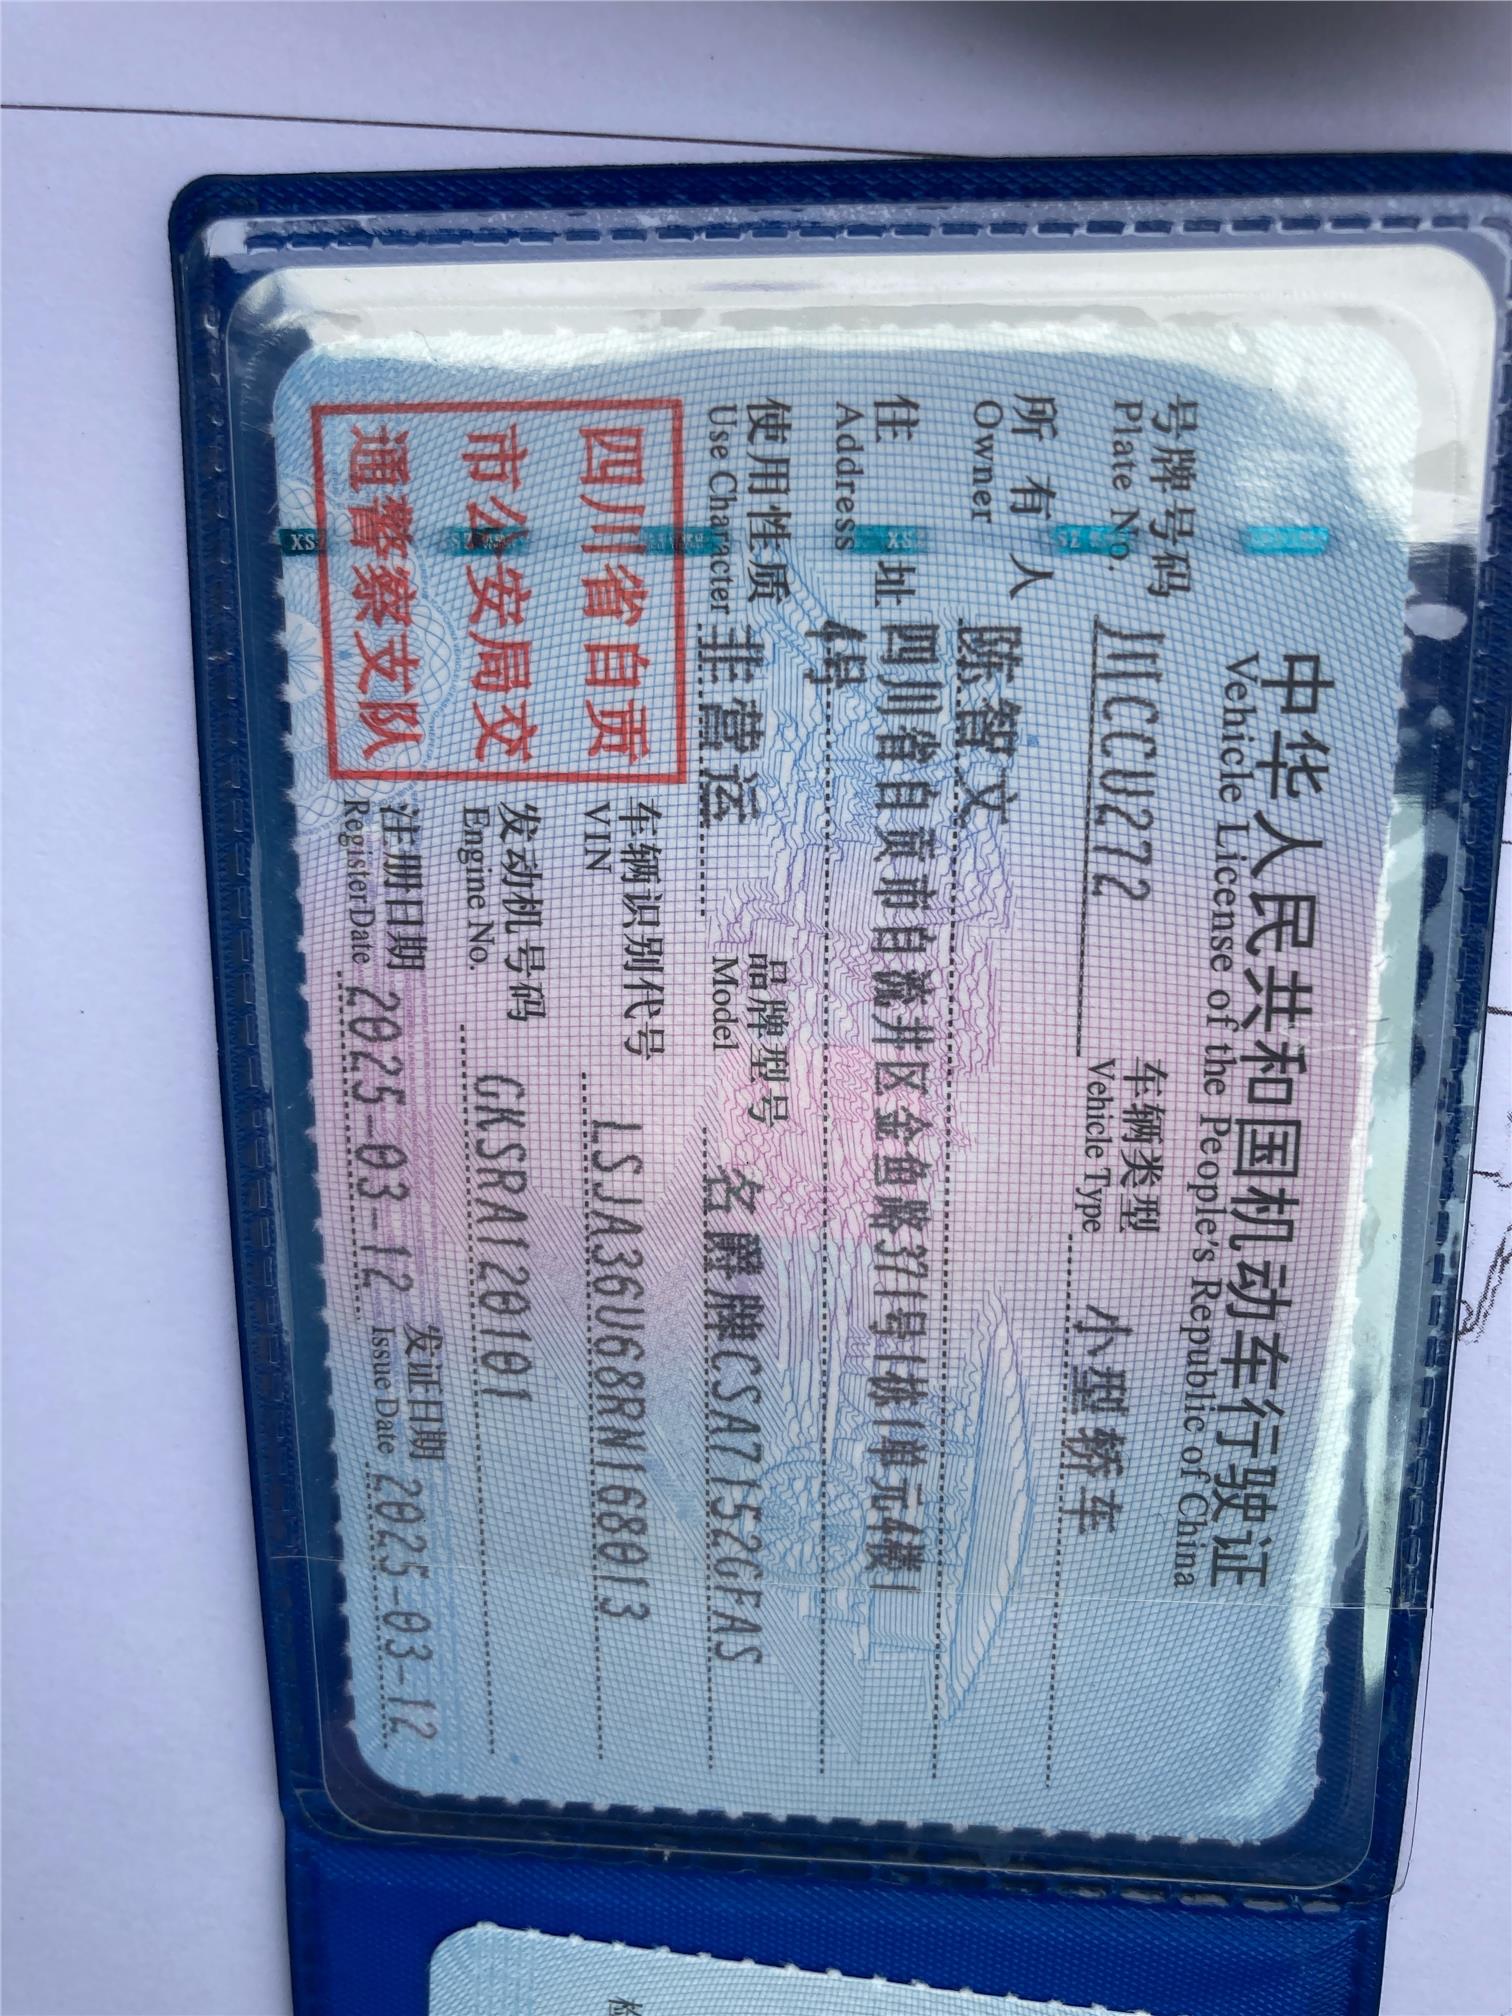 中华人民共和国机动车行驶证
Vehicle License of the People's Republic of China
号牌号码 川CCU272 车辆类型 小型轿车
Plate No. Vehicle Type
所有人 陈智文
Owner
住址 四川省自贡市自流井区金鱼路371号1栋1单元4楼1
Address 4号
使用性质 非营运 品牌型号 名爵牌CSA7152GFAS
Use Character Model
四川省自贡
市公安局交
通警察支队
车辆识别代号 LSJA36U68RN168013
VIN
发动机号码 GKSRA120101
Engine No.
注册日期 2025-03-12 发证日期 2025-03-12
Register Date Issue Date
检